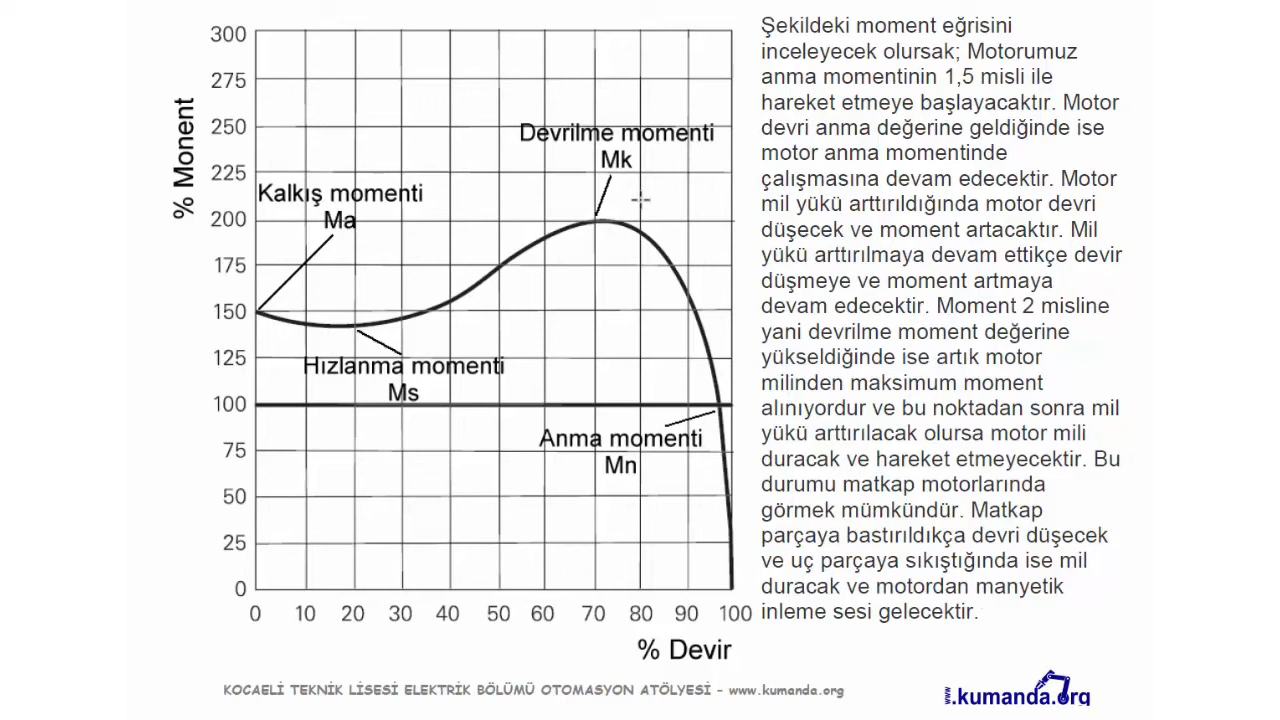 300
275
250
225
200
175
150
125
100
75
50
25
0
% Monent
Kalkış momenti
Ma
Devrilme momenti
Mk
Hızlanma momenti
Ms
Anma momenti
Mn
0 10 20 30 40 50 60 70 80 90 100
% Devir
Şekildeki moment eğrisini
inceleyecek olursak; Motorumuz
anma momentinin 1,5 misli ile
hareket etmeye başlayacaktır. Motor
devri anma değerine geldiğinde ise
motor anma momentinde
çalışmasına devam edecektir. Motor
mil yükü arttırıldığında motor devri
düşecek ve moment artacaktır. Mil
yükü arttırılmaya devam ettikçe devir
düşmeye ve moment artmaya
devam edecektir. Moment 2 misline
yani devrilme moment değerine
yükseldiğinde ise artık motor
milinden maksimum moment
alınıyordur ve bu noktadan sonra mil
yükü arttırılacak olursa motor mili
duracak ve hareket etmeyecektir. Bu
durumu matkap motorlarında
görmek mümkündür. Matkap
parçaya bastırıldıkça devri düşecek
ve uç parçaya sıkıştığında ise mil
duracak ve motordan manyetik
inleme sesi gelecektir.
KOCAELİ TEKNİK LİSESİ ELEKTRİK BÖLÜMÜ OTOMASYON ATÖLYESİ - www.kumanda.org
www.kumanda.org